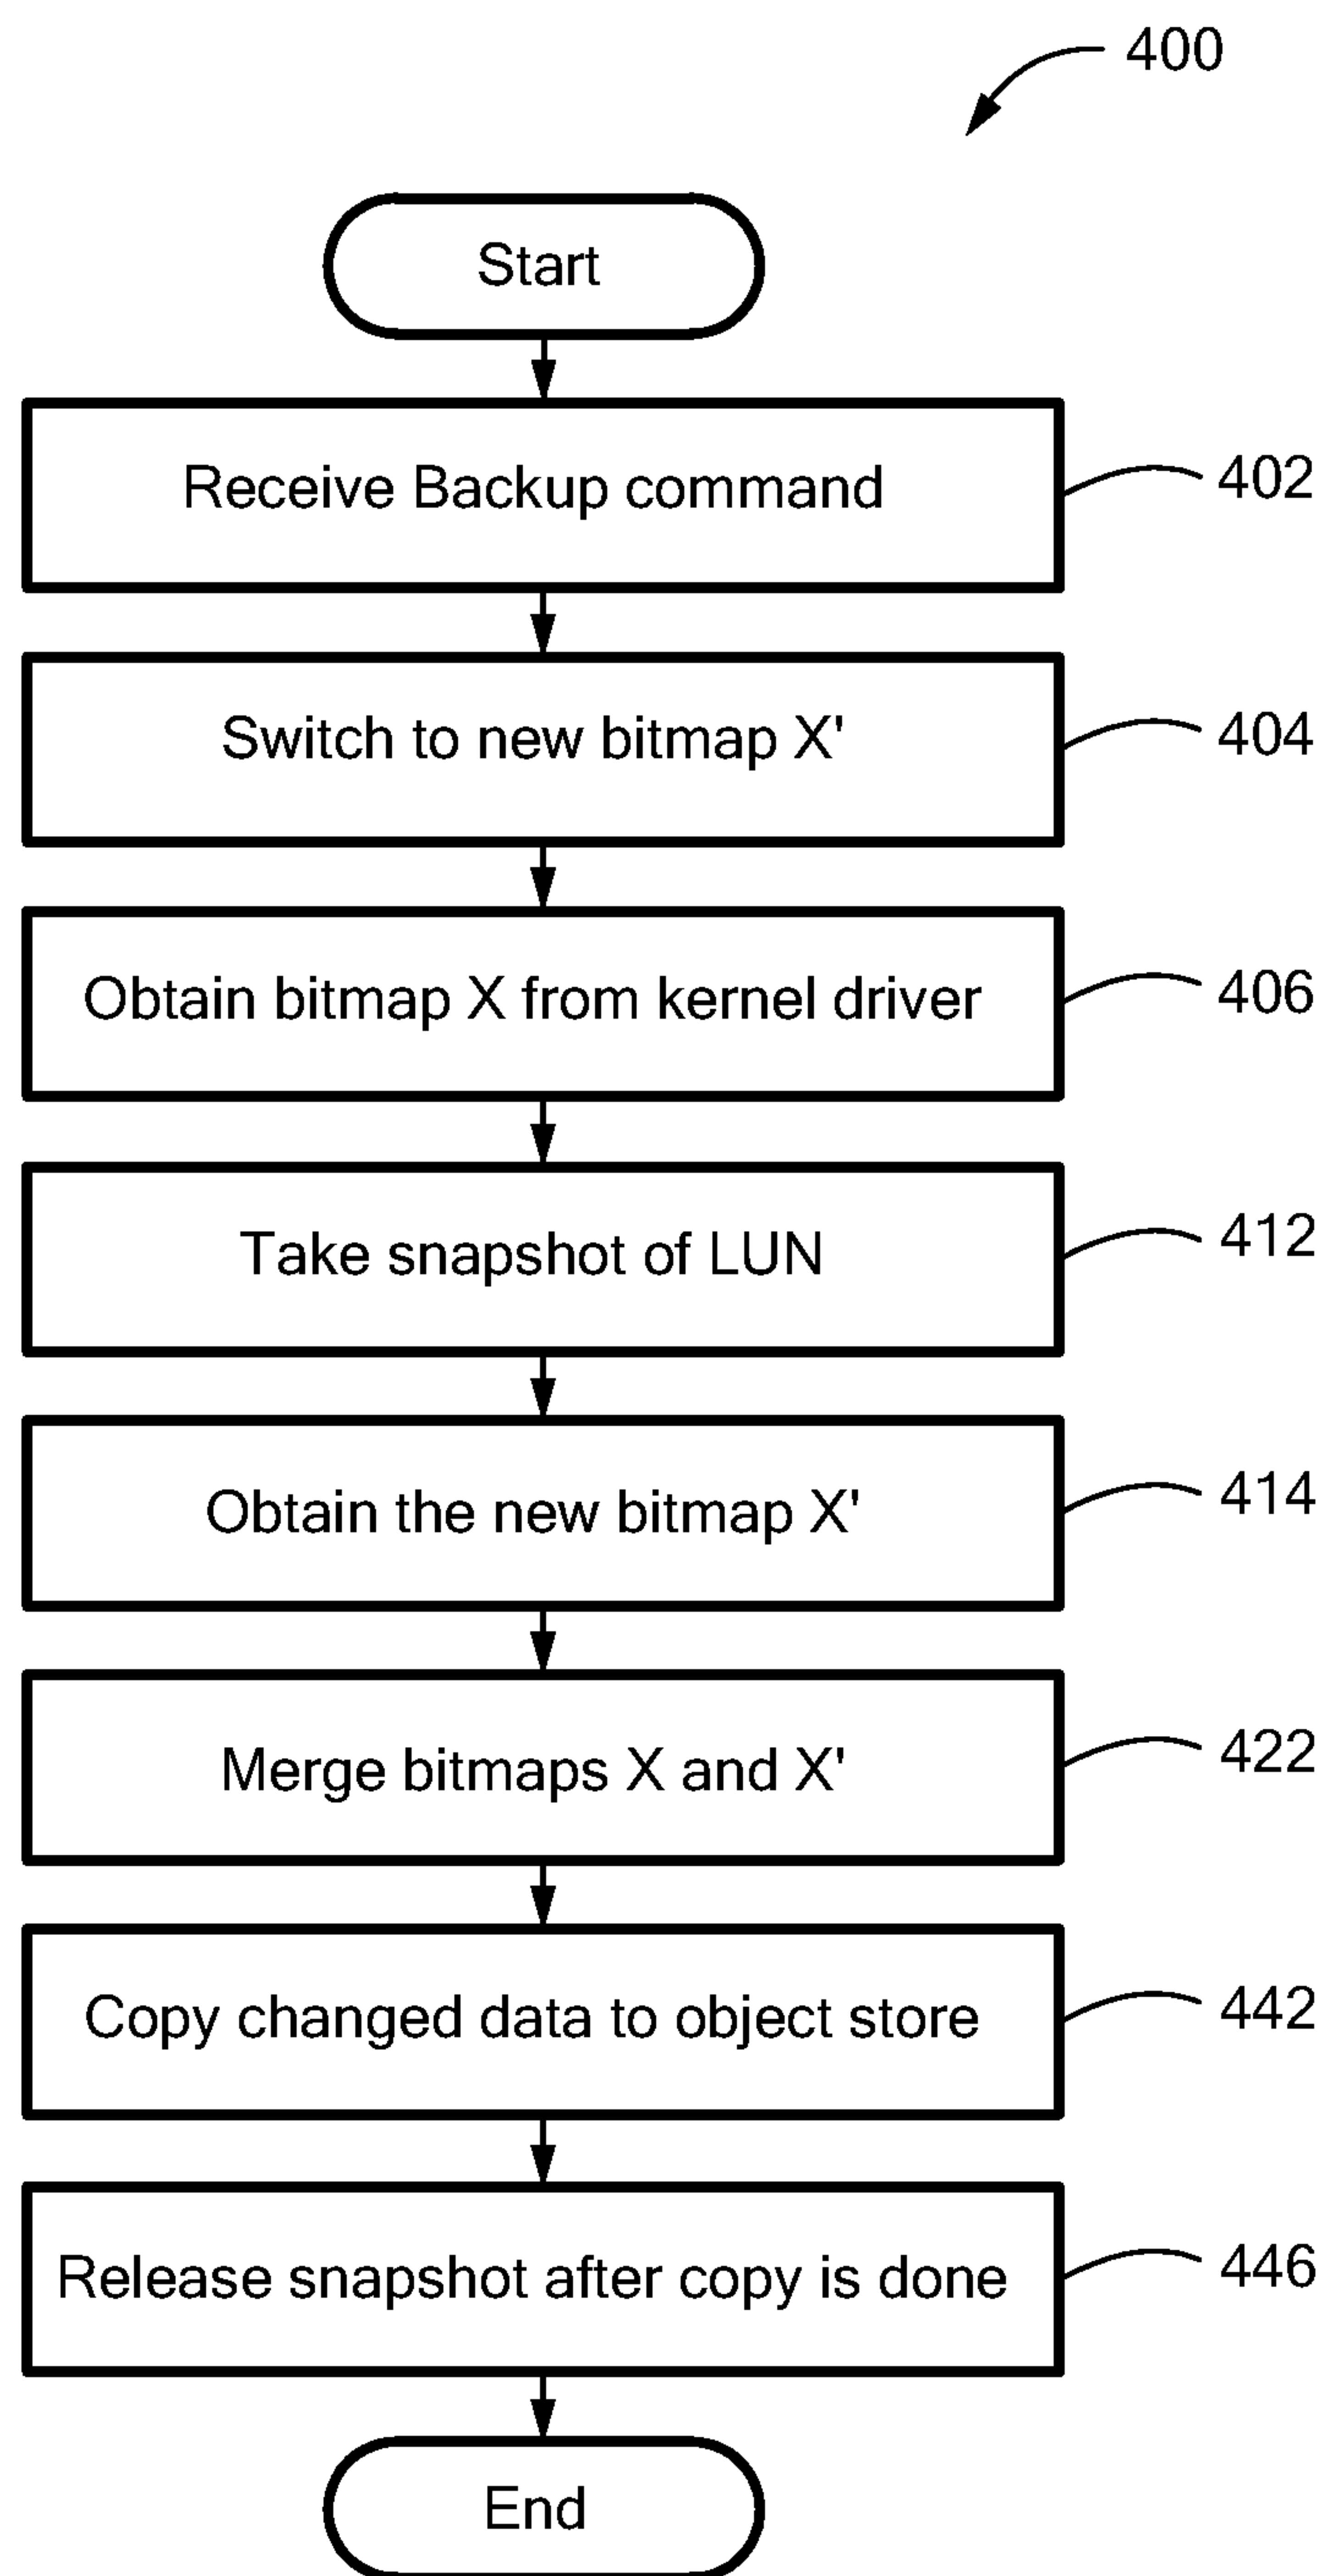 400
Start
Receive Backup command
402
Switch to new bitmap X'
404
Obtain bitmap X from kernel driver
406
Take snapshot of LUN
412
Obtain the new bitmap X'
414
Merge bitmaps X and X'
422
Copy changed data to object store
442
Release snapshot after copy is done
446
End